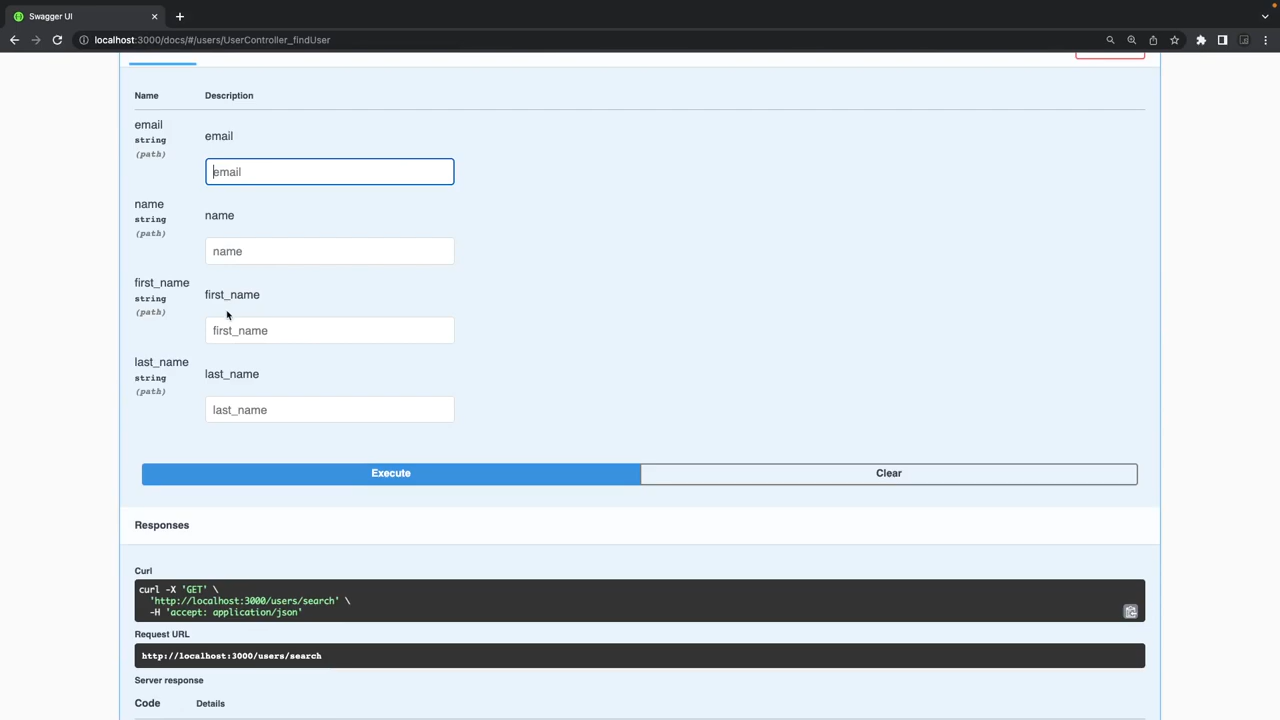 Swagger UI
localhost:3000/docs/#/users/UserController_findUser
Name Description
email
string
(path)
email
email
name
string
(path)
name
name
first_name
string
(path)
first_name
first_name
last_name
string
(path)
last_name
last_name
Execute Clear
Responses
Curl
curl -X 'GET' \
'http://localhost:3000/users/search' \
-H 'accept: application/json'
Request URL
http://localhost:3000/users/search
Server response
Code Details